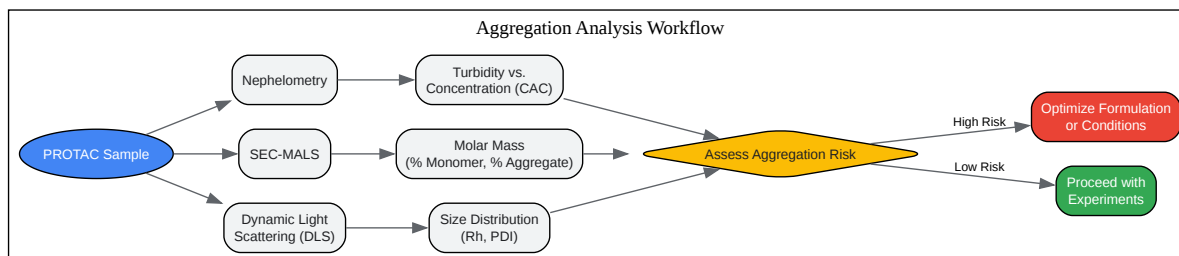 Aggregation Analysis Workflow
Nephelometry
Turbidity vs.
Concentration (CAC)
Optimize Formulation
or Conditions
High Risk
PROTAC Sample
SEC-MALS
Molar Mass
(% Monomer, % Aggregate)
Assess Aggregation Risk
Low Risk
Proceed with
Experiments
Dynamic Light
Scattering (DLS)
Size Distribution
(Rh, PDI)